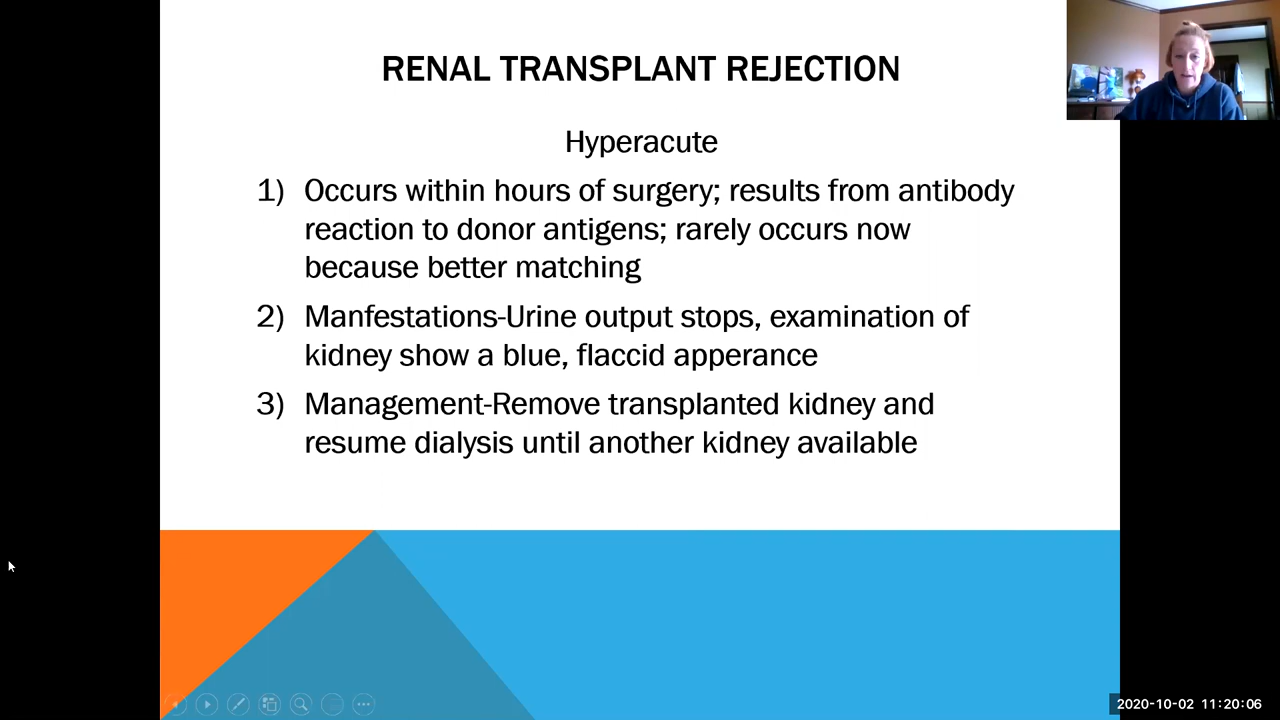 RENAL TRANSPLANT REJECTION
Hyperacute
1) Occurs within hours of surgery; results from antibody
reaction to donor antigens; rarely occurs now
because better matching
2) Manfestations-Urine output stops, examination of
kidney show a blue, flaccid apperance
3) Management-Remove transplanted kidney and
resume dialysis until another kidney available
2020-10-02 11:20:06